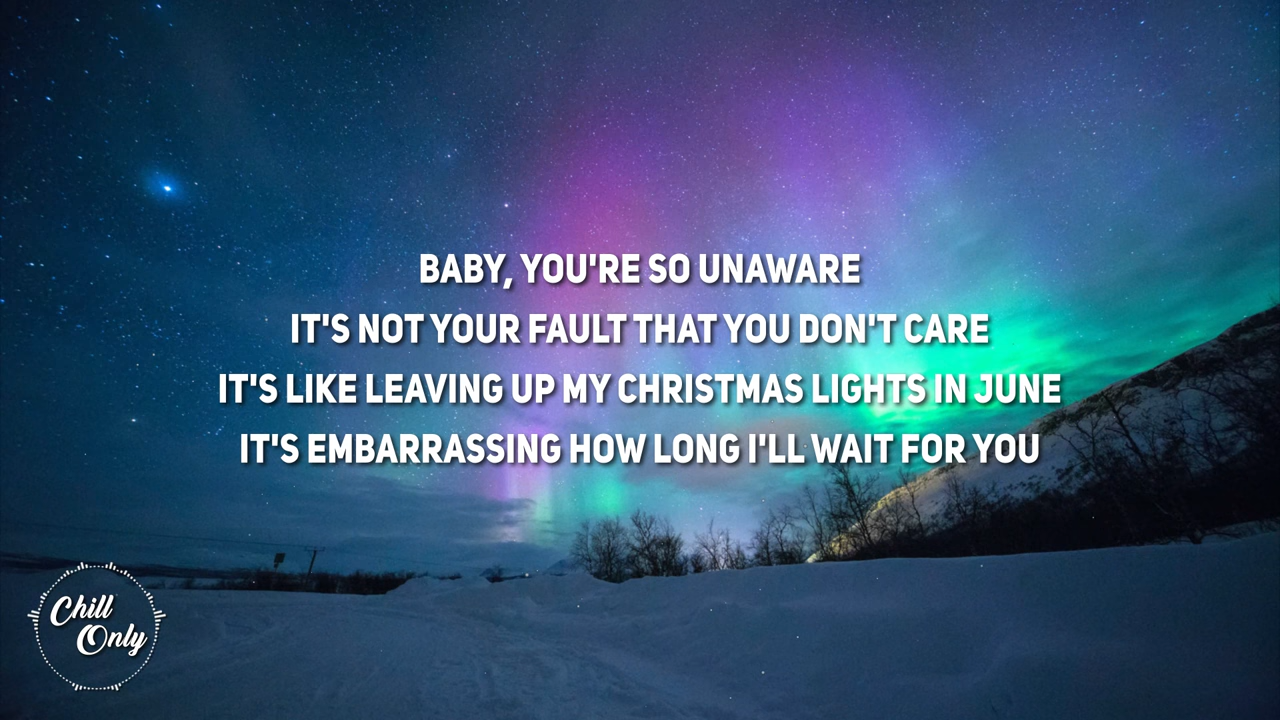 BABY, YOU'RE SO UNAWARE
IT'S NOT YOUR FAULT THAT YOU DON'T CARE
IT'S LIKE LEAVING UP MY CHRISTMAS LIGHTS IN JUNE
IT'S EMBARRASSING HOW LONG I'LL WAIT FOR YOU
Chill
Only